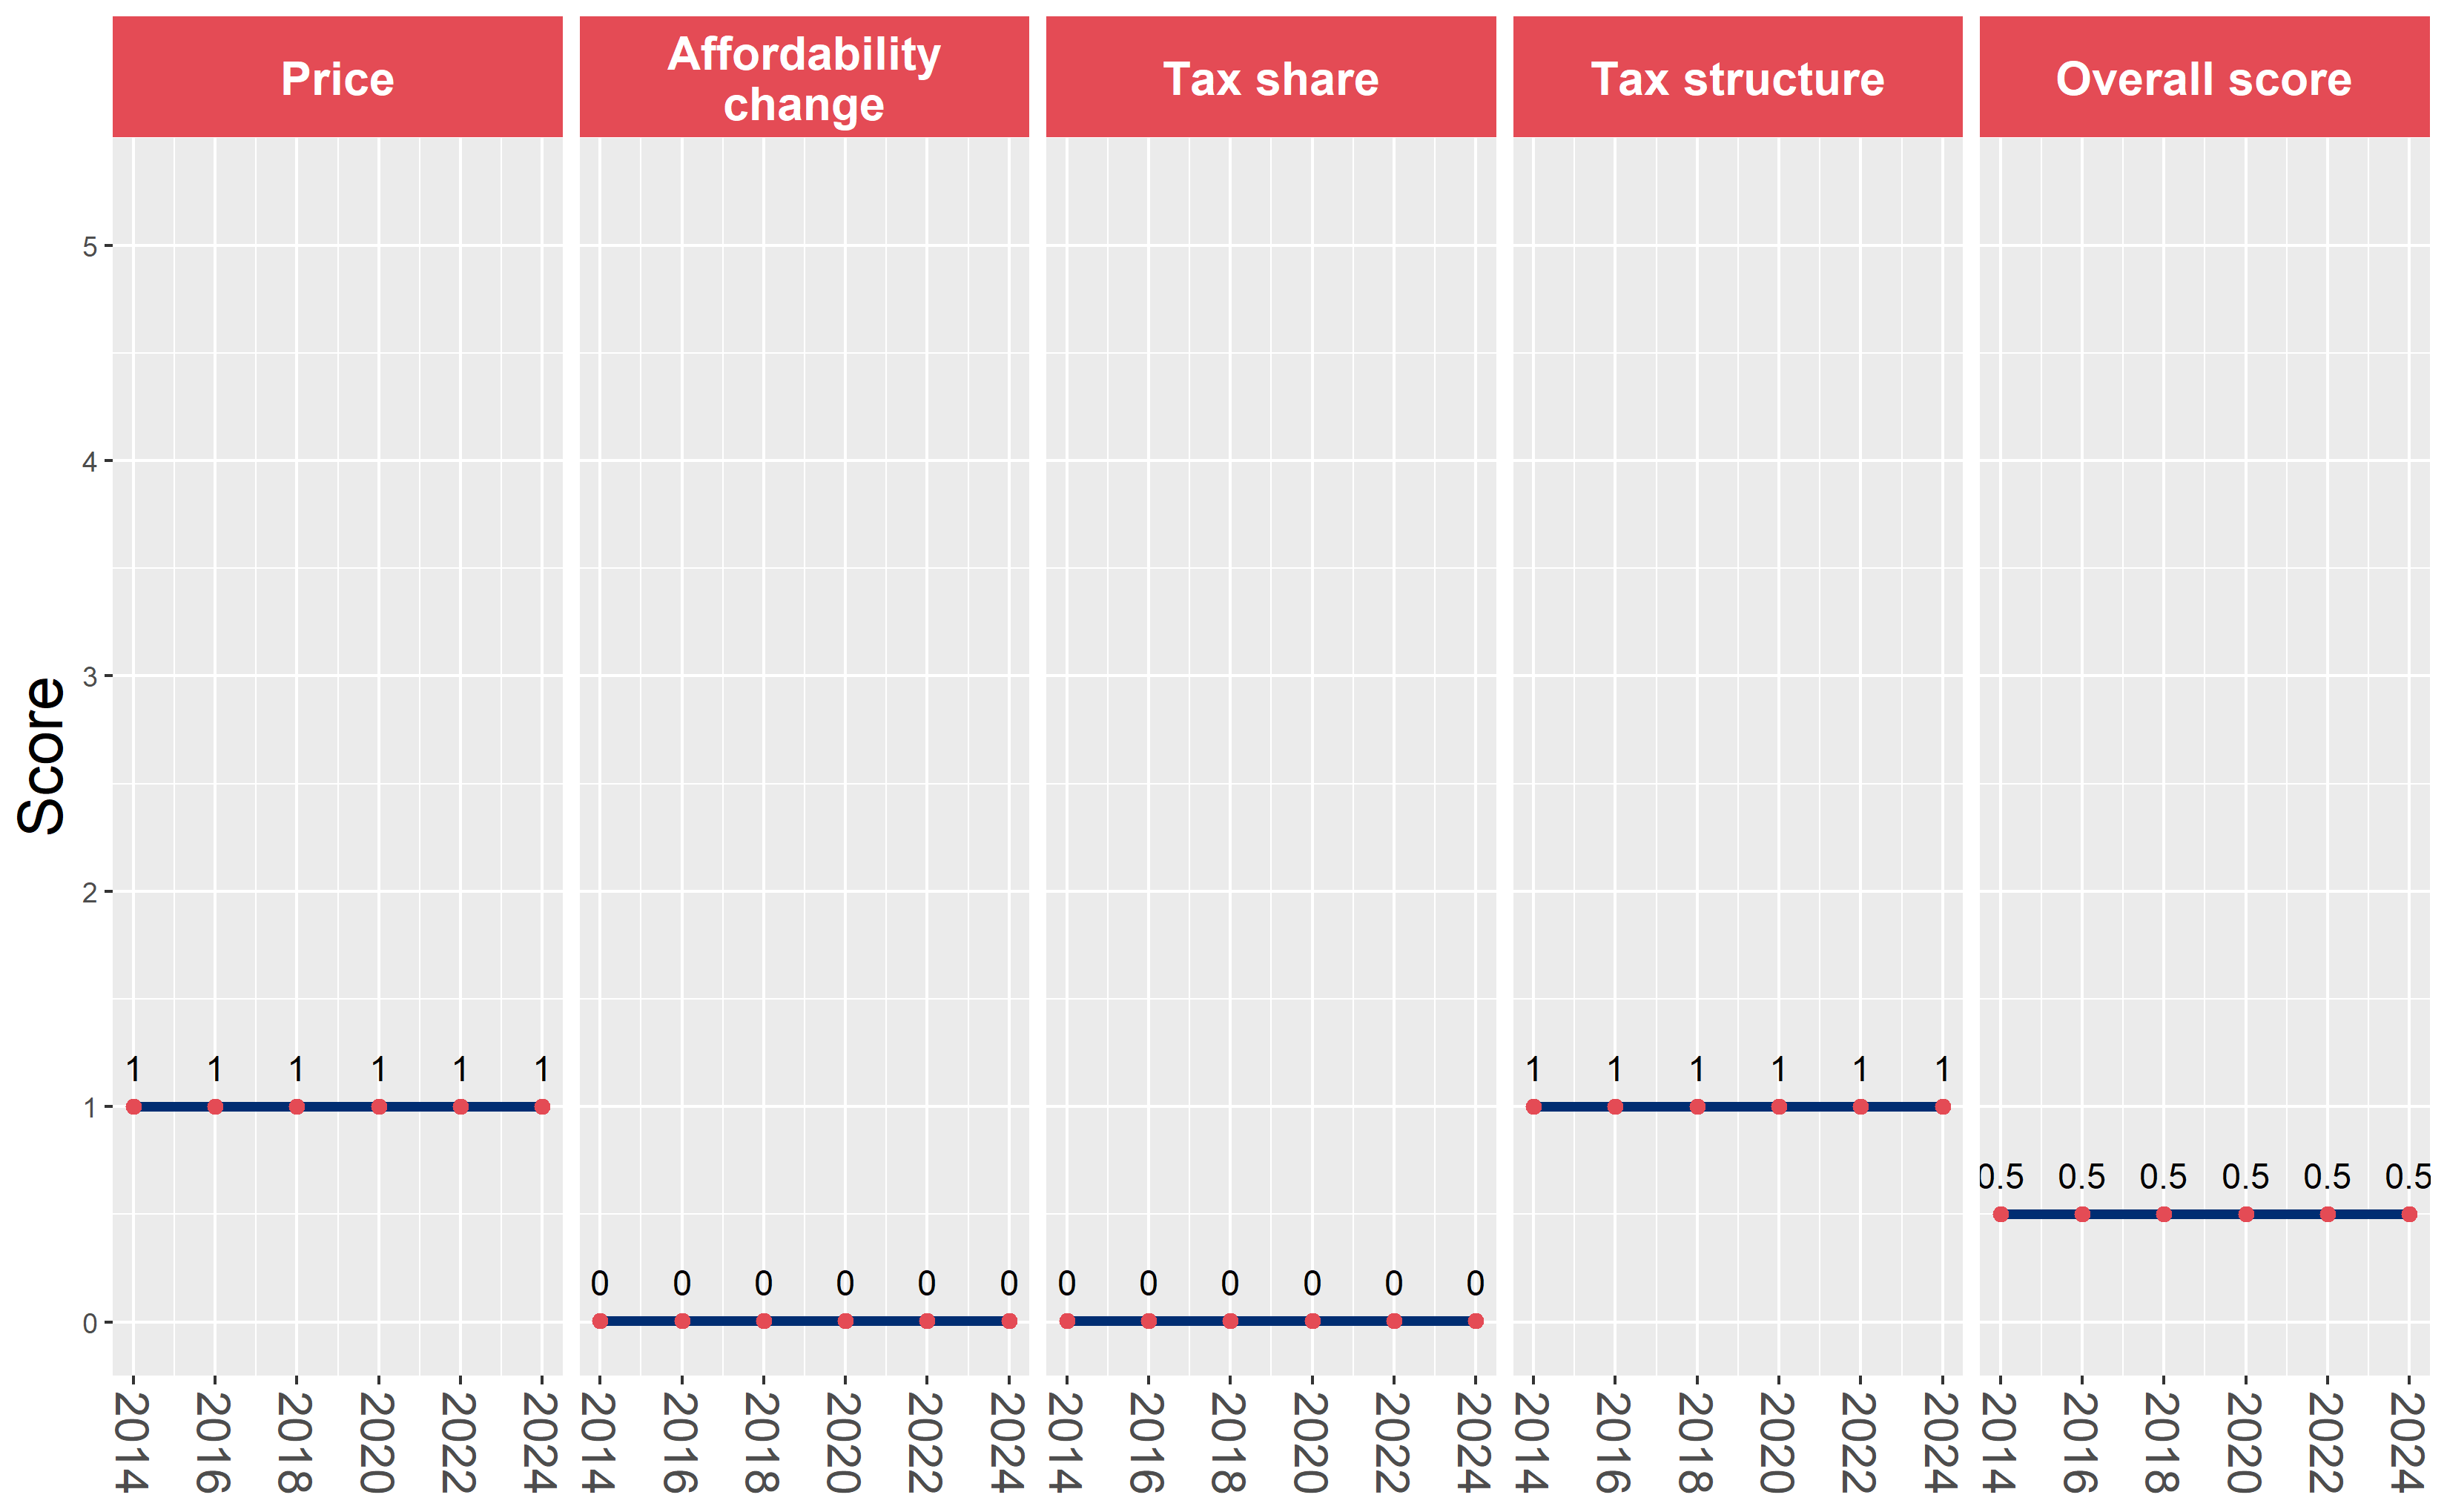 Price
Affordability
change
Tax share
Tax structure
Overall score
Score
5
4
3
2
1
0
1 1 1 1 1 1
0 0 0 0 0 0
0 0 0 0 0 0
1 1 1 1 1 1
0.5 0.5 0.5 0.5 0.5 0.5
2014 2016 2018 2020 2022 2024
2014 2016 2018 2020 2022 2024
2014 2016 2018 2020 2022 2024
2014 2016 2018 2020 2022 2024
2014 2016 2018 2020 2022 2024